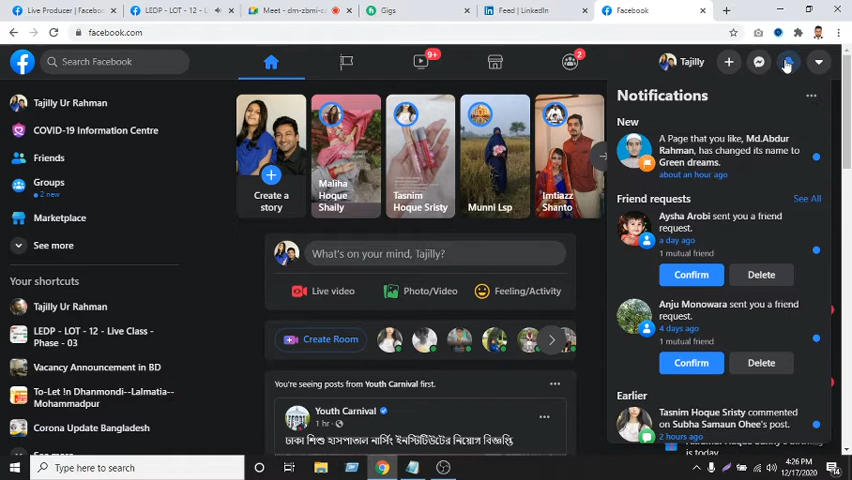 Live Producer | Facebook
LEDP - LOT - 12 - L
Meet - dm-zbmi-c
Gigs
Feed | LinkedIn
Facebook
facebook.com
Search Facebook
9+
2
Tajilly
Tajilly Ur Rahman
COVID-19 Information Centre
Friends
Groups
2 new
Marketplace
See more
Your shortcuts
Tajilly Ur Rahman
LEDP - LOT - 12 - Live Class -
Phase - 03
Vacancy Announcement in BD
To-Let !n Dhanmondi--Lalmatia--
Mohammadpur
Corona Update Bangladesh
Create a
story
Maliha
Hoque
Shaily
Tasnim
Hoque Sristy
Munni Lsp
Imtiazz
Shanto
What's on your mind, Tajilly?
Live video
Photo/Video
Feeling/Activity
Create Room
You're seeing posts from Youth Carnival first.
Youth Carnival
1 hr
ঢাকা শিশু হাসপাতাল নার্সিং ইনস্টিটিউটের নিয়োগ বিজ্ঞপ্তি
Notifications
New
A Page that you like, Md.Abdur
Rahman, has changed its name to
Green dreams.
about an hour ago
Friend requests
See All
Aysha Arobi sent you a friend
request.
a day ago
1 mutual friend
Confirm
Delete
Anju Monowara sent you a friend
request.
4 days ago
1 mutual friend
Confirm
Delete
Earlier
Tasnim Hoque Sristy commented
on Subha Samaun Ohee's post.
2 hours ago
is today
Type here to search
4:26 PM
12/17/2020